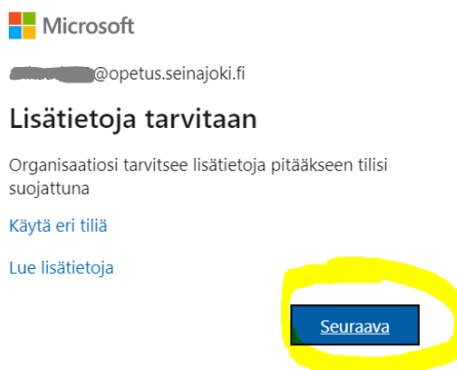 Microsoft
@opetus.seinajoki.fi
Lisätietoja tarvitaan
Organisaatiosi tarvitsee lisätietoja pitääkseen tilisi
suojattuna
Käytä eri tiliä
Lue lisätietoja
Seuraava